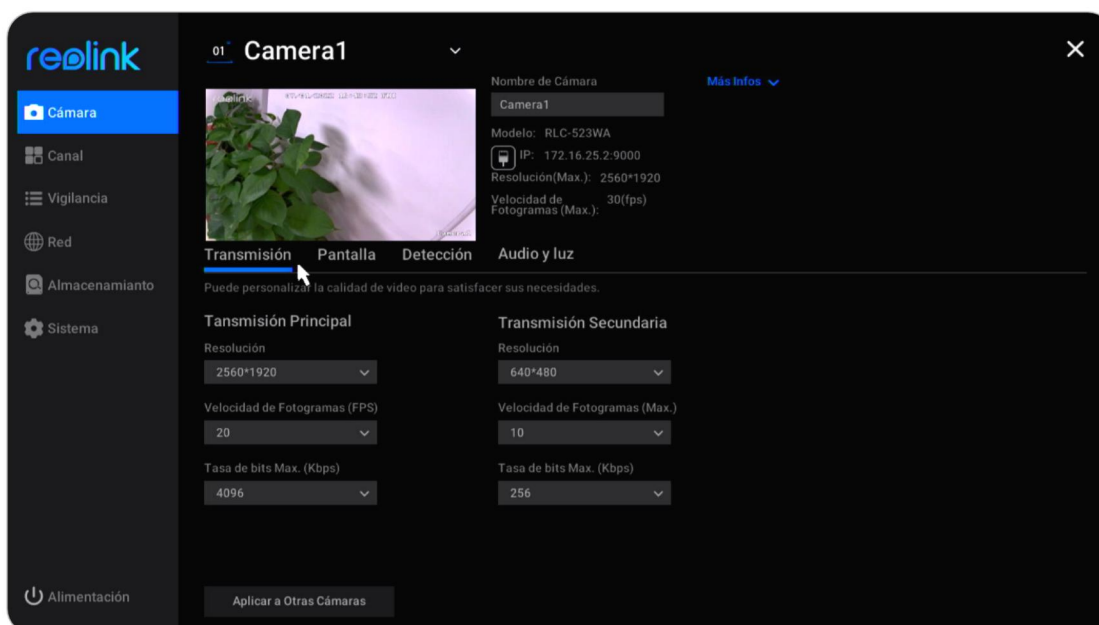 reolink
01 Camera1
Nombre de Cámara
Más Infos
Camera1
Modelo: RLC-523WA
IP: 172.16.25.2:9000
Resolución(Max.): 2560*1920
Velocidad de Fotogramas (Max.): 30(fps)
reolink
Cámara
Canal
Vigilancia
Red
Almacenamianto
Sistema
Alimentación
Transmisión
Pantalla
Detección
Audio y luz
Puede personalizar la calidad de video para satisfacer sus necesidades.
Tansmisión Principal
Resolución
2560*1920
Velocidad de Fotogramas (FPS)
20
Tasa de bits Max. (Kbps)
4096
Transmisión Secundaria
Resolución
640*480
Velocidad de Fotogramas (Max.)
10
Tasa de bits Max. (Kbps)
256
Aplicar a Otras Cámaras